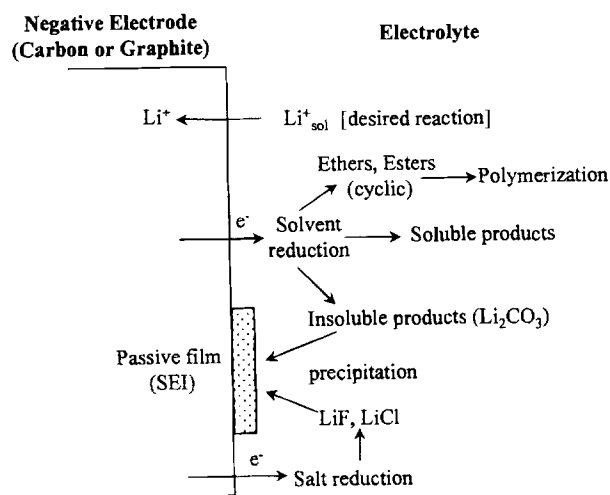 Negative Electrode
(Carbon or Graphite)
Electrolyte
Li⁺
Li⁺sol [desired reaction]
Ethers, Esters
(cyclic)
Polymerization
e⁻
Solvent
reduction
Soluble products
Insoluble products (Li₂CO₃)
Passive film
(SEI)
precipitation
LiF, LiCl
e⁻
Salt reduction